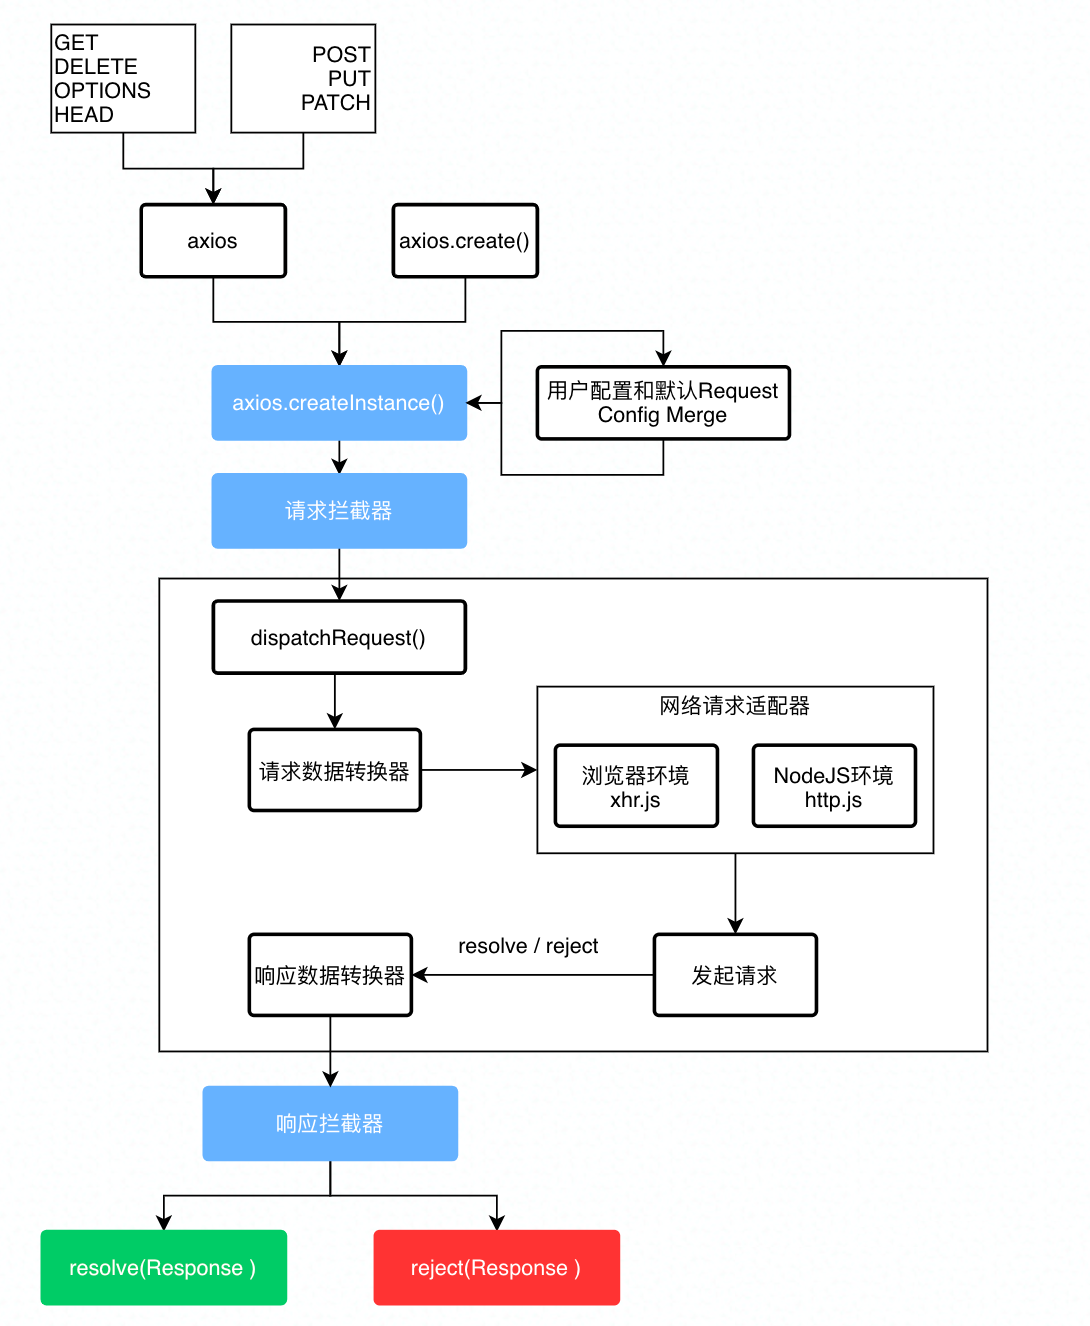 GET
DELETE
OPTIONS
HEAD
POST
PUT
PATCH
axios
axios.create()
axios.createInstance()
用户配置和默认Request
Config Merge
请求拦截器
dispatchRequest()
网络请求适配器
请求数据转换器
浏览器环境
xhr.js
NodeJS环境
http.js
resolve / reject
响应数据转换器
发起请求
响应拦截器
resolve(Response )
reject(Response )